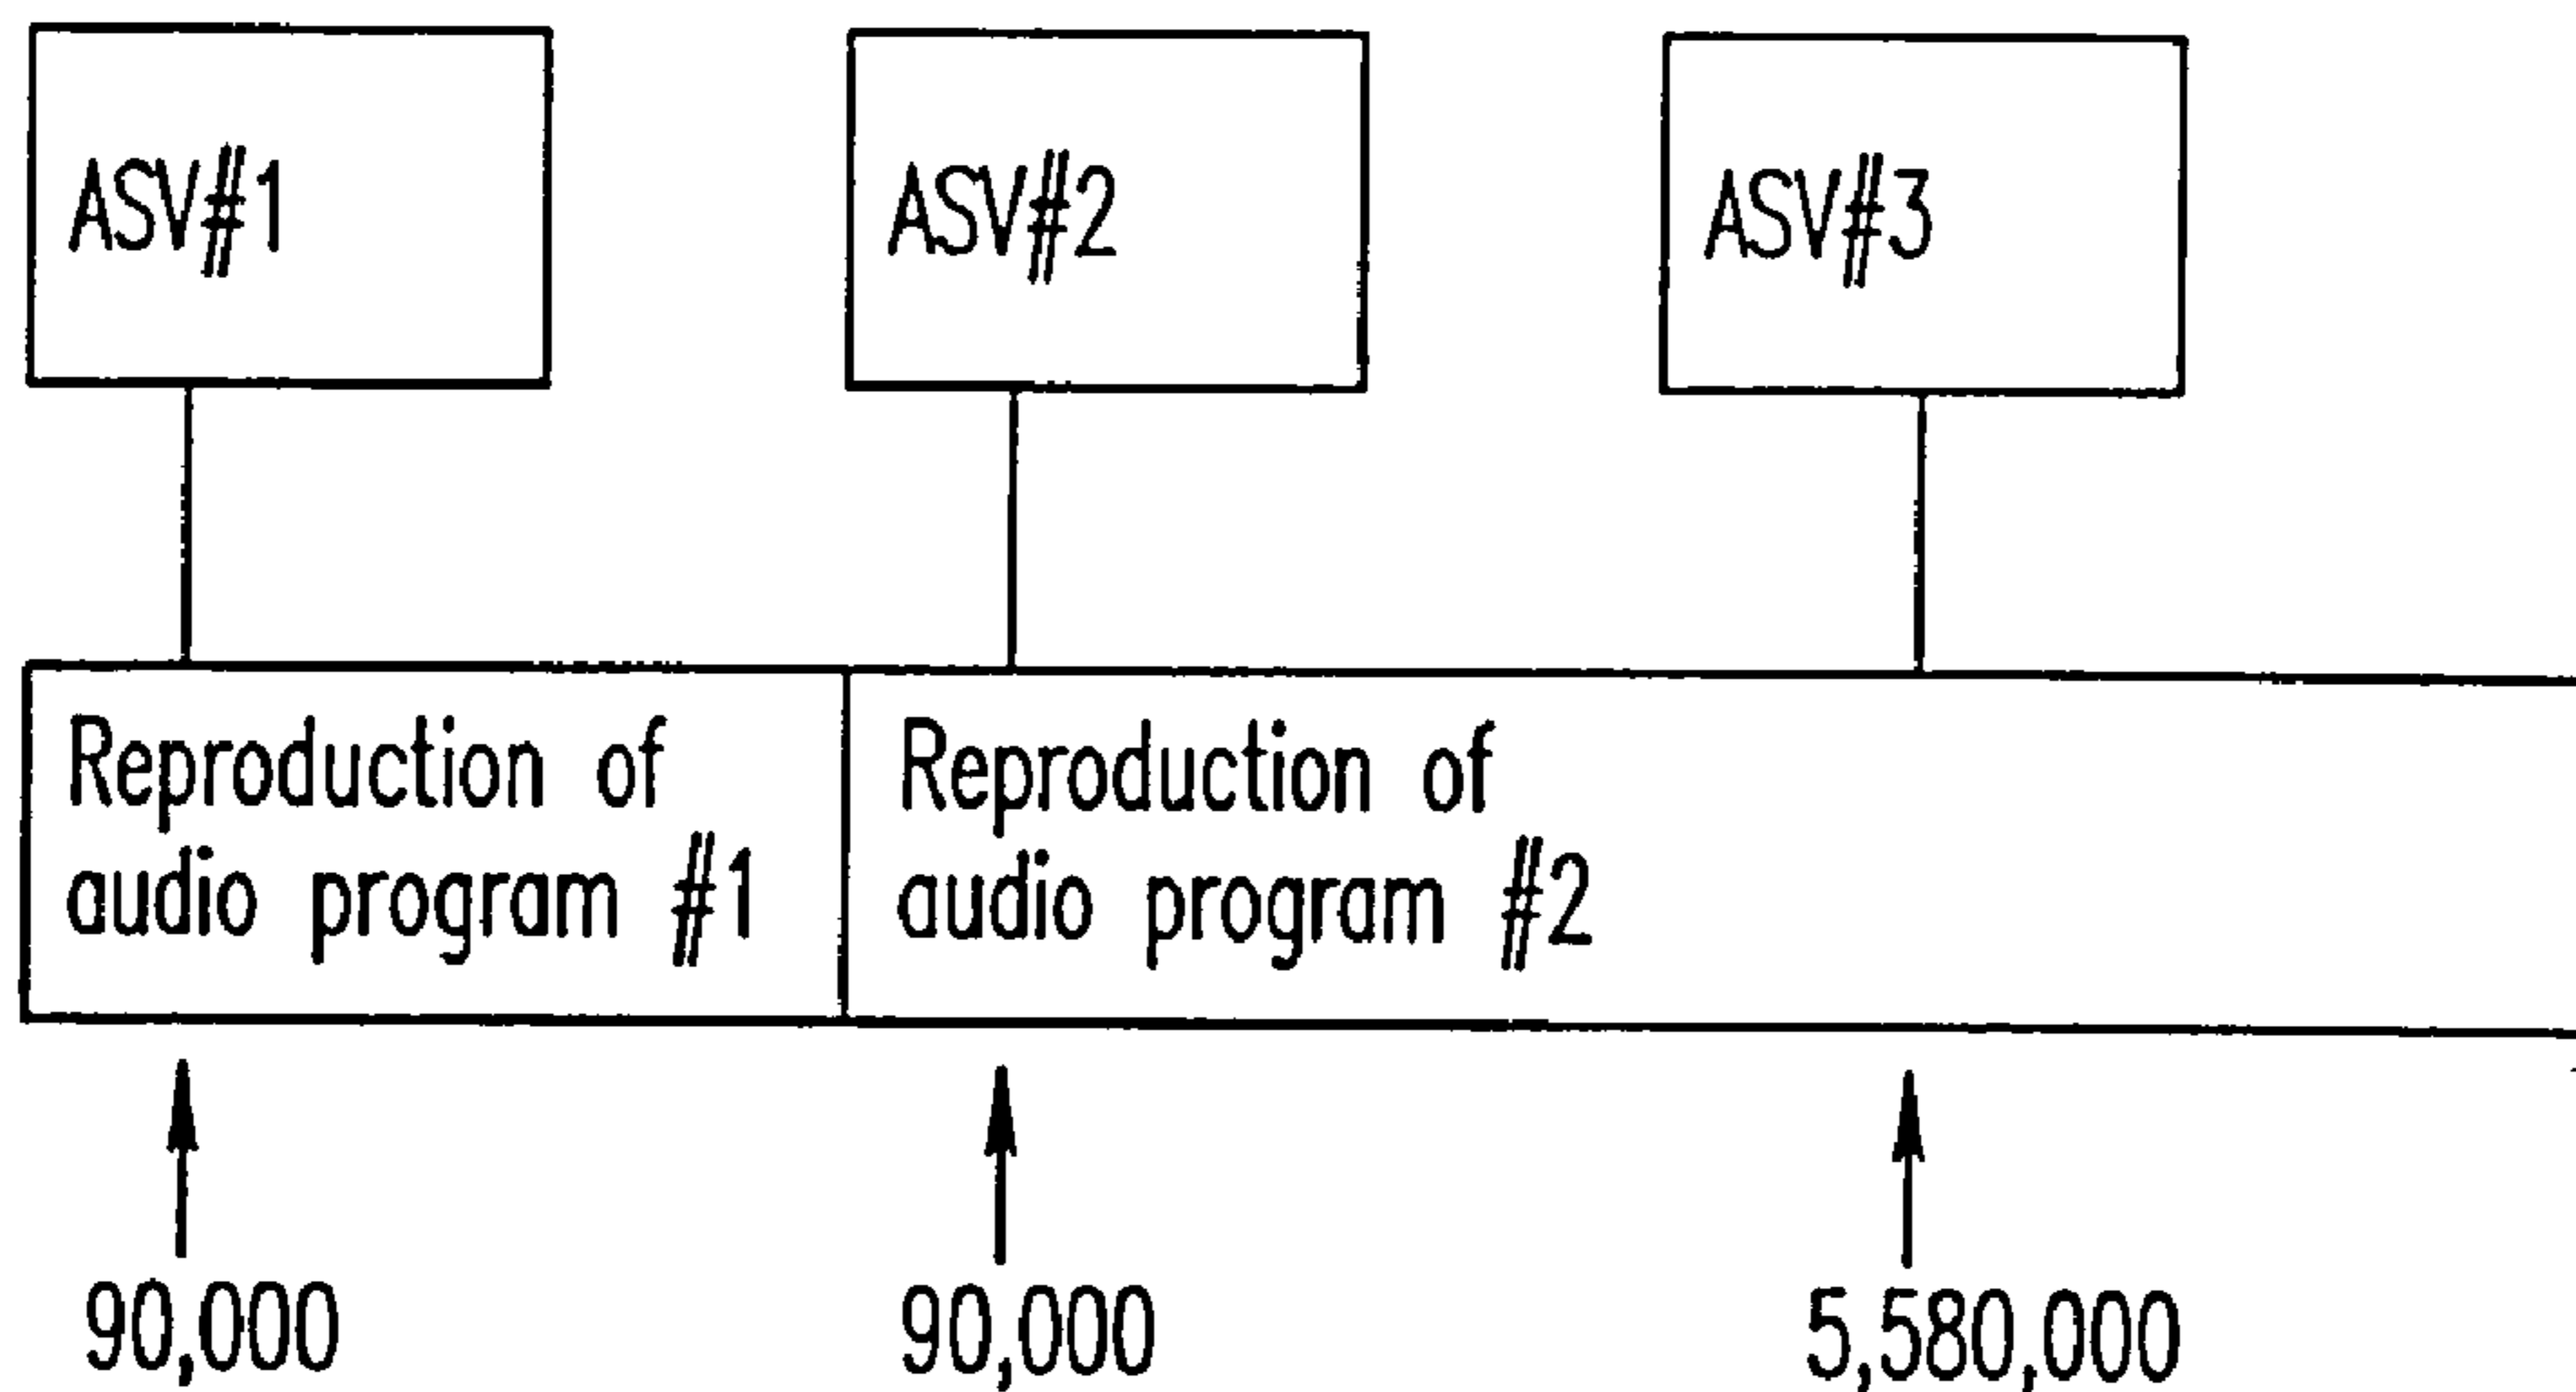 ASV#1
ASV#2
ASV#3
Reproduction of
audio program #1
Reproduction of
audio program #2
90,000
90,000
5,580,000